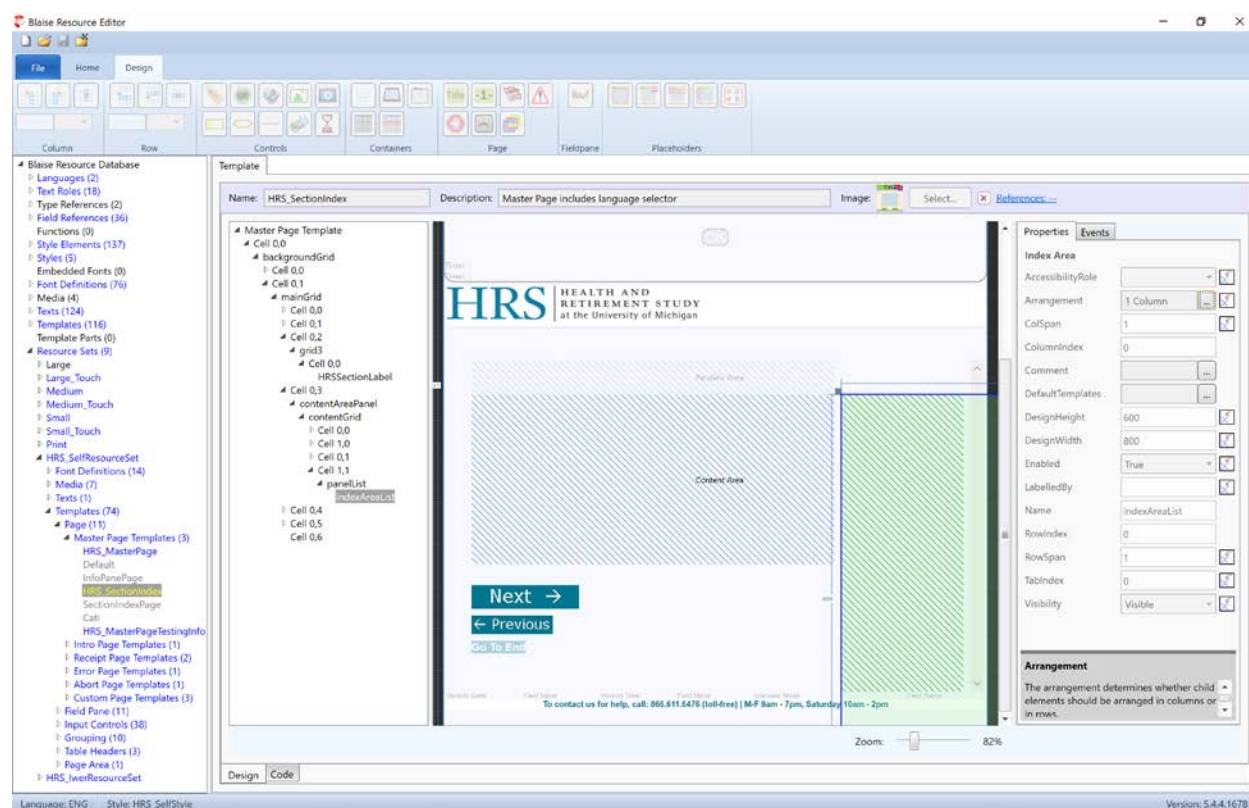 Blaise Resource Editor
File Home Design
Title -1-
Column Row Controls Containers Page Fieldpane Placeholders
Blaise Resource Database
Languages (2)
Text Roles (18)
Type References (2)
Field References (36)
Functions (0)
Style Elements (137)
Styles (5)
Embedded Fonts (0)
Font Definitions (76)
Media (4)
Texts (124)
Templates (116)
Template Parts (0)
Resource Sets (9)
Large
Large_Touch
Medium
Medium_Touch
Small
Small_Touch
Print
HRS_SelfResourceSet
Font Definitions (14)
Media (7)
Texts (1)
Templates (74)
Page (11)
Master Page Templates (3)
HRS_MasterPage
Default
InfoPanePage
HRS_SectionIndex
SectionIndexPage
Cati
HRS_MasterPageTestingInfo
Intro Page Templates (1)
Receipt Page Templates (2)
Error Page Templates (1)
Abort Page Templates (1)
Custom Page Templates (3)
Field Pane (11)
Input Controls (38)
Grouping (10)
Table Headers (3)
Page Area (1)
HRS_IwerResourceSet
Template
Name: HRS_SectionIndex Description: Master Page includes language selector Image: Select... References: ...
Master Page Template
Cell 0,0
backgroundGrid
Cell 0,0
Cell 0,1
mainGrid
Cell 0,0
Cell 0,1
Cell 0,2
grid3
Cell 0,0
HRSSectionLabel
Cell 0,3
contentAreaPanel
contentGrid
Cell 0,0
Cell 1,0
Cell 0,1
Cell 1,1
panelList
indexAreaList
Cell 0,4
Cell 0,5
Cell 0,6
HRS HEALTH AND
RETIREMENT STUDY
at the University of Michigan
Parallels Area
Content Area
Next →
← Previous
Go To End
Field Name Field Name Field Name
To contact us for help, call: 866.611.6476 (toll-free) | M-F 9am - 7pm, Saturday 10am - 2pm
Zoom: 82%
Design Code
Properties Events
Index Area
AccessibilityRole
Arrangement 1 Column ...
ColSpan 1
ColumnIndex 0
Comment ...
DefaultTemplates ...
DesignHeight 600
DesignWidth 800
Enabled True
LabelledBy
Name indexAreaList
RowIndex 0
RowSpan 1
TabIndex 0
Visibility Visible
Arrangement
The arrangement determines whether child
elements should be arranged in columns or
in rows.
Language: ENG Style: HRS_SelfStyle Version: 5.4.4.1678